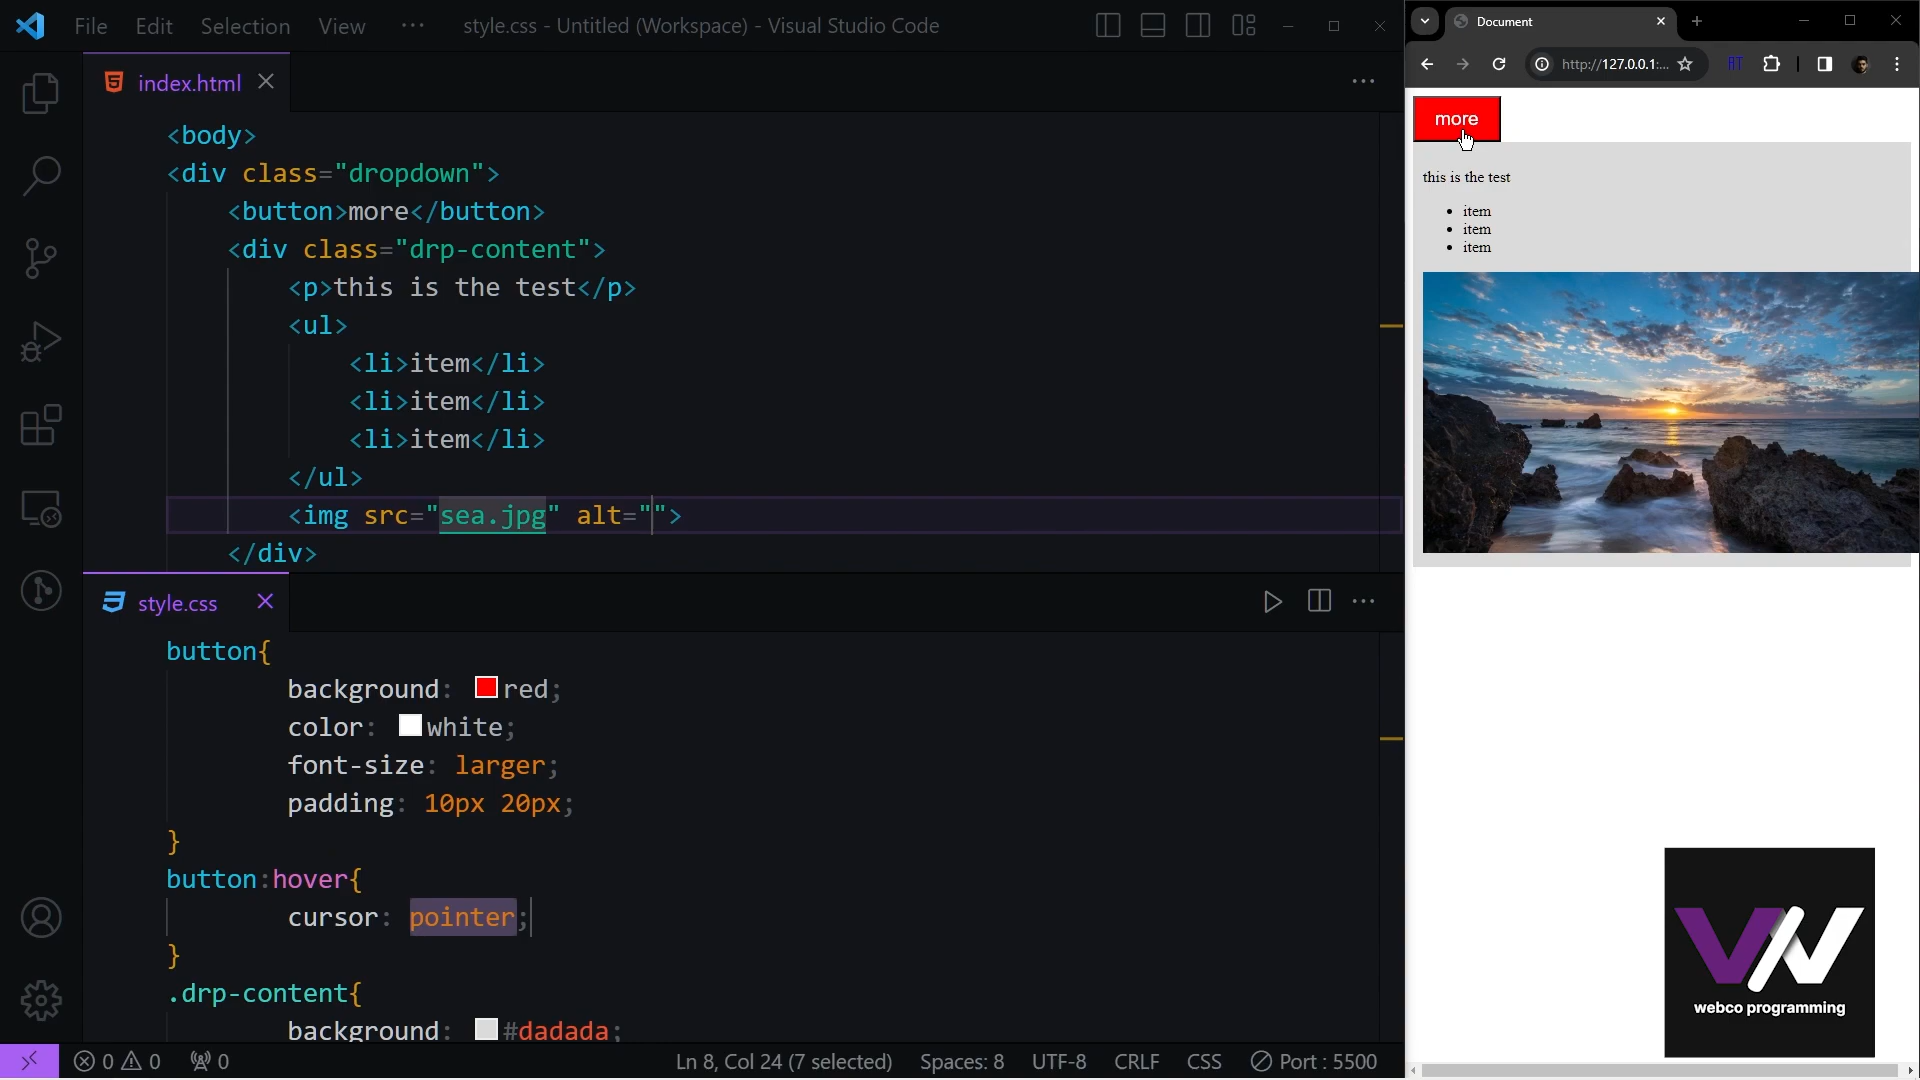 File Edit Selection View ··· style.css - Untitled (Workspace) - Visual Studio Code
index.html
<body>
<div class="dropdown">
<button>more</button>
<div class="drp-content">
<p>this is the test</p>
<ul>
<li>item</li>
<li>item</li>
<li>item</li>
</ul>
<img src="sea.jpg" alt="">
</div>
style.css
button{
background: red;
color: white;
font-size: larger;
padding: 10px 20px;
}
button:hover{
cursor: pointer;
}
.drp-content{
background: #dadada;
0 0 0 Ln 8, Col 24 (7 selected) Spaces: 8 UTF-8 CRLF CSS Port : 5500
Document
http://127.0.0.1:...
RT
more
this is the test
item
item
item
VW
webco programming